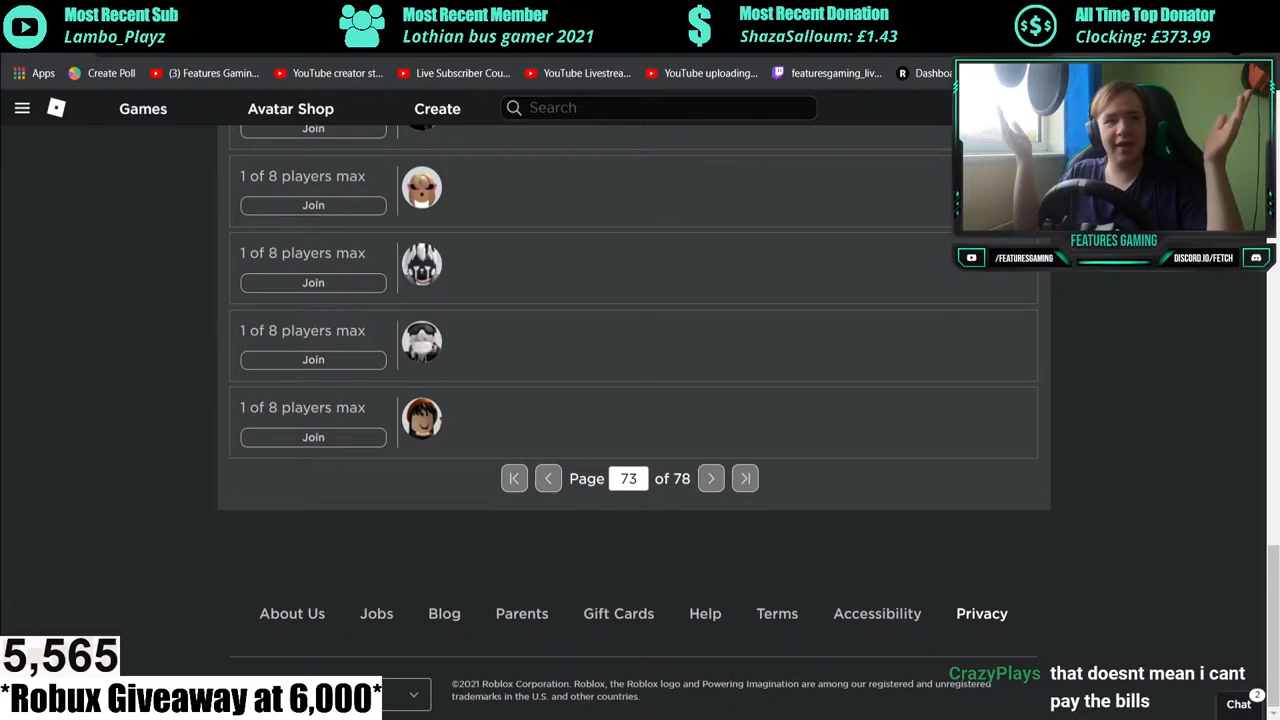 Most Recent Sub
Lambo_Playz
Most Recent Member
Lothian bus gamer 2021
Most Recent Donation
ShazaSalloum: £1.43
All Time Top Donator
Clocking: £373.99
Apps
Create Poll
(3) Features Gamin...
YouTube creator st...
Live Subscriber Cou...
YouTube Livestrea...
YouTube uploading...
featuresgaming_liv...
Dashboa
Games
Avatar Shop
Create
Search
Join
1 of 8 players max
Join
1 of 8 players max
Join
1 of 8 players max
Join
1 of 8 players max
Join
FEATURES GAMING
/FEATURESGAMING
DISCORD.IO/FETCH
Page 73 of 78
About Us
Jobs
Blog
Parents
Gift Cards
Help
Terms
Accessibility
Privacy
©2021 Roblox Corporation. Roblox, the Roblox logo and Powering Imagination are among our registered and unregistered
trademarks in the U.S. and other countries.
5,565
*Robux Giveaway at 6,000*
CrazyPlays that doesnt mean i cant
pay the bills
Chat
2